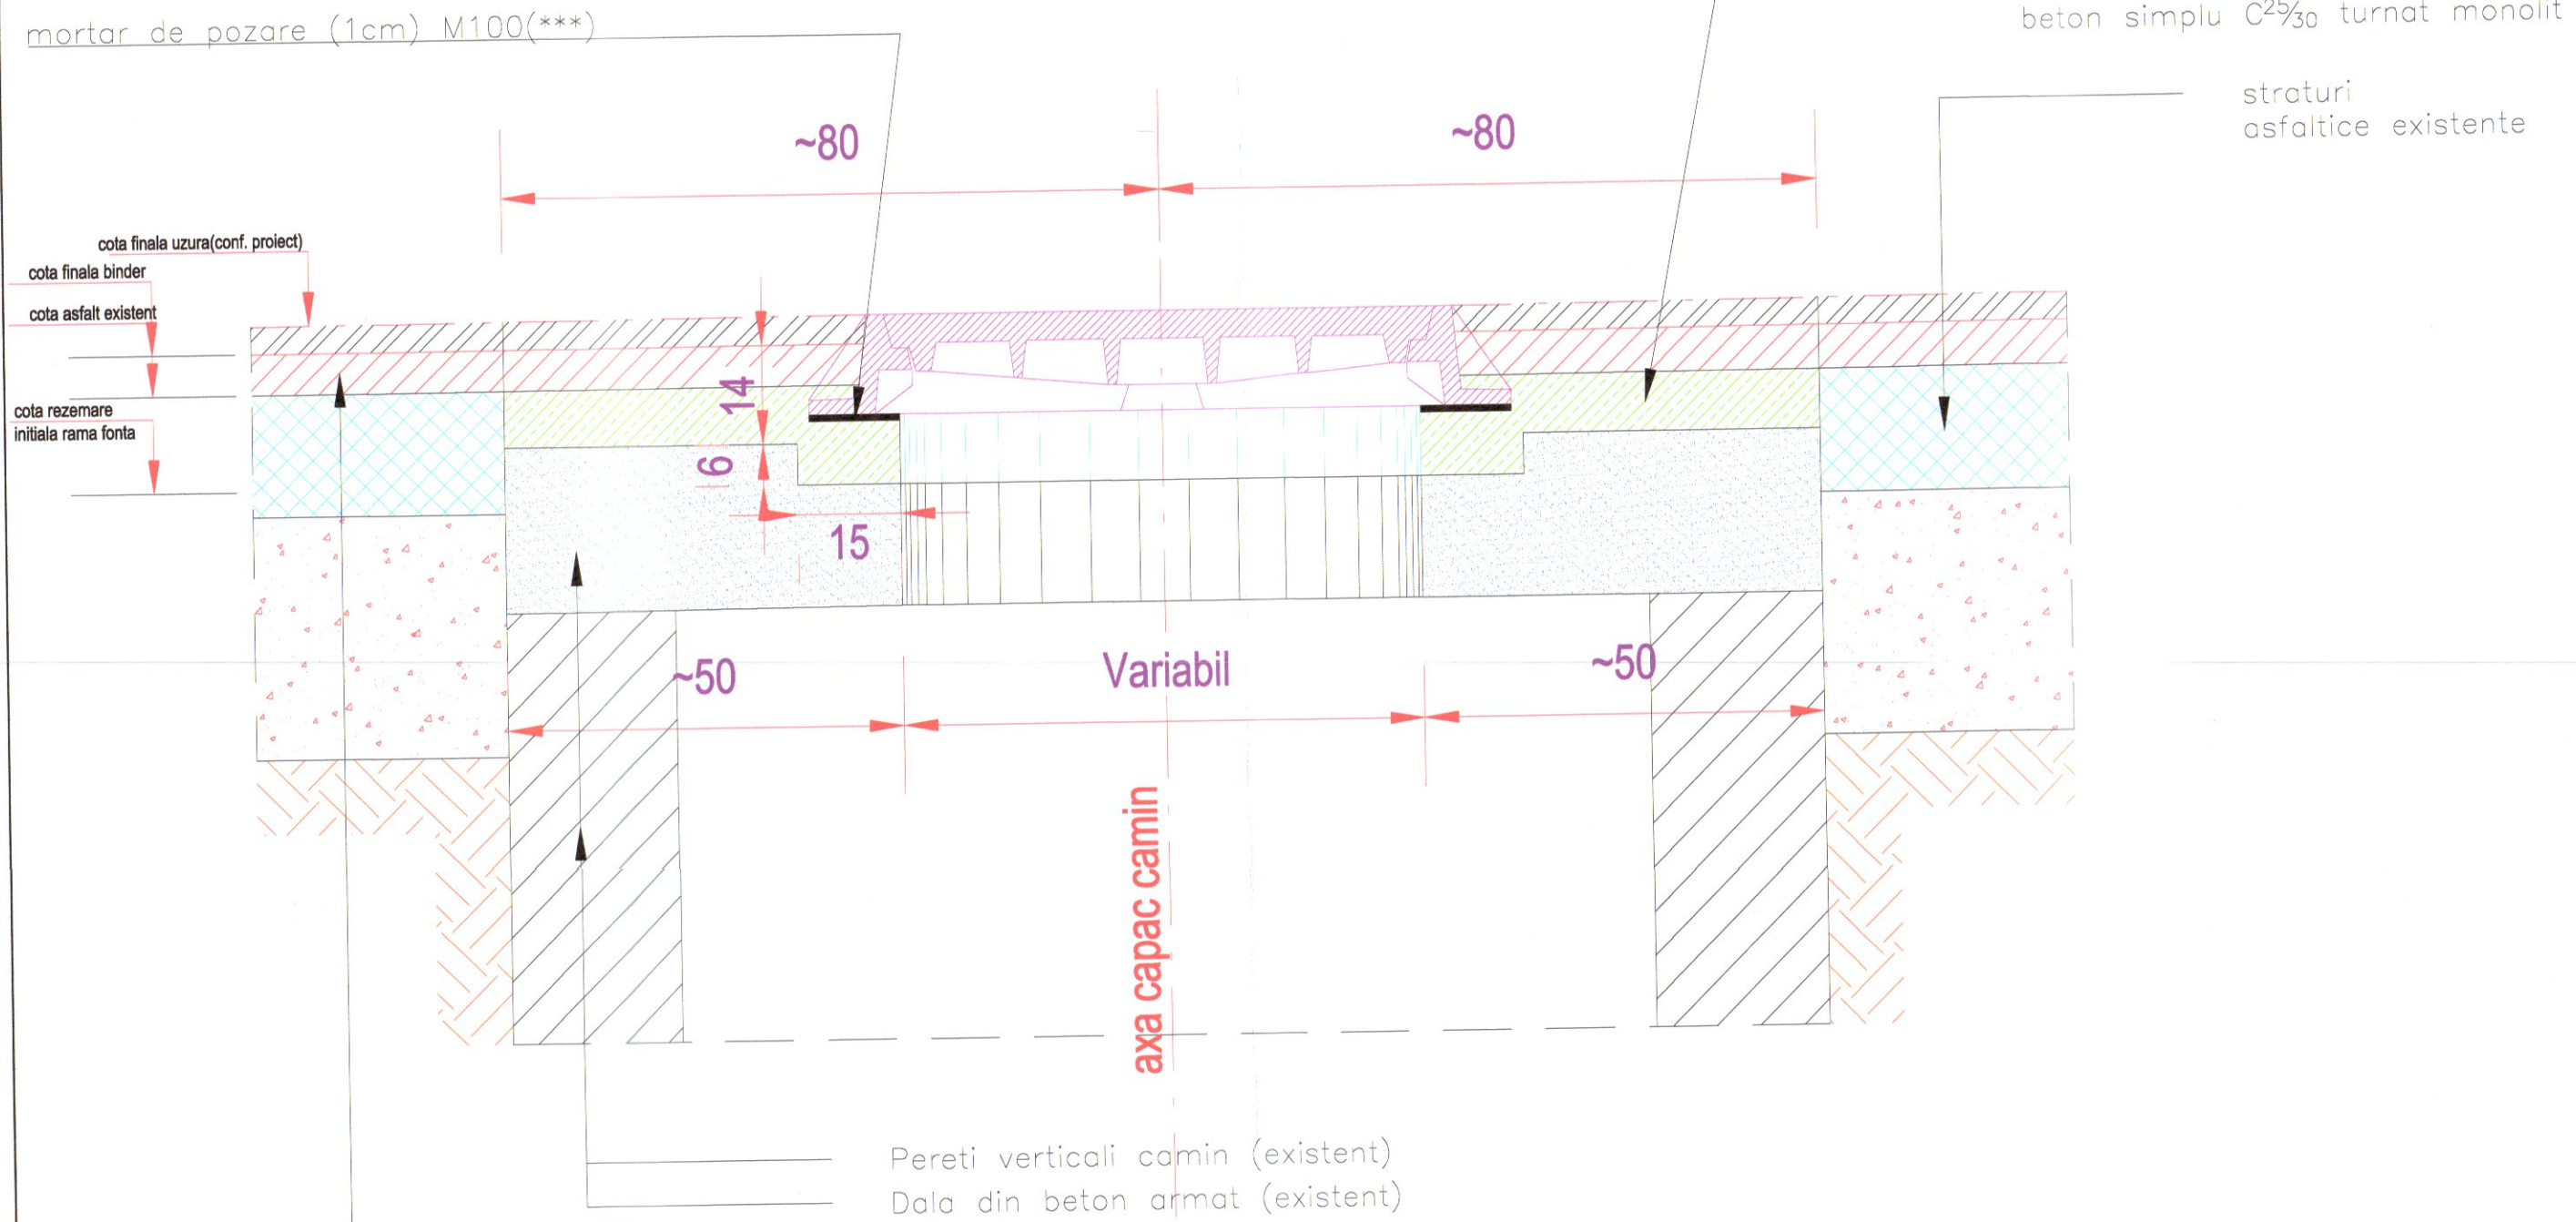 mortar de pozare (1cm) M100(***)
beton simplu C25/30 turnat monolit
straturi
asfaltice existente
~80
~80
cota finala uzura(conf. proiect)
cota finala binder
cota asfalt existent
cota rezemare
initiala rama fonta
14
6
15
~50
Variabil
~50
axa capac camin
Pereti verticali camin (existent)
Dala din beton armat (existent)